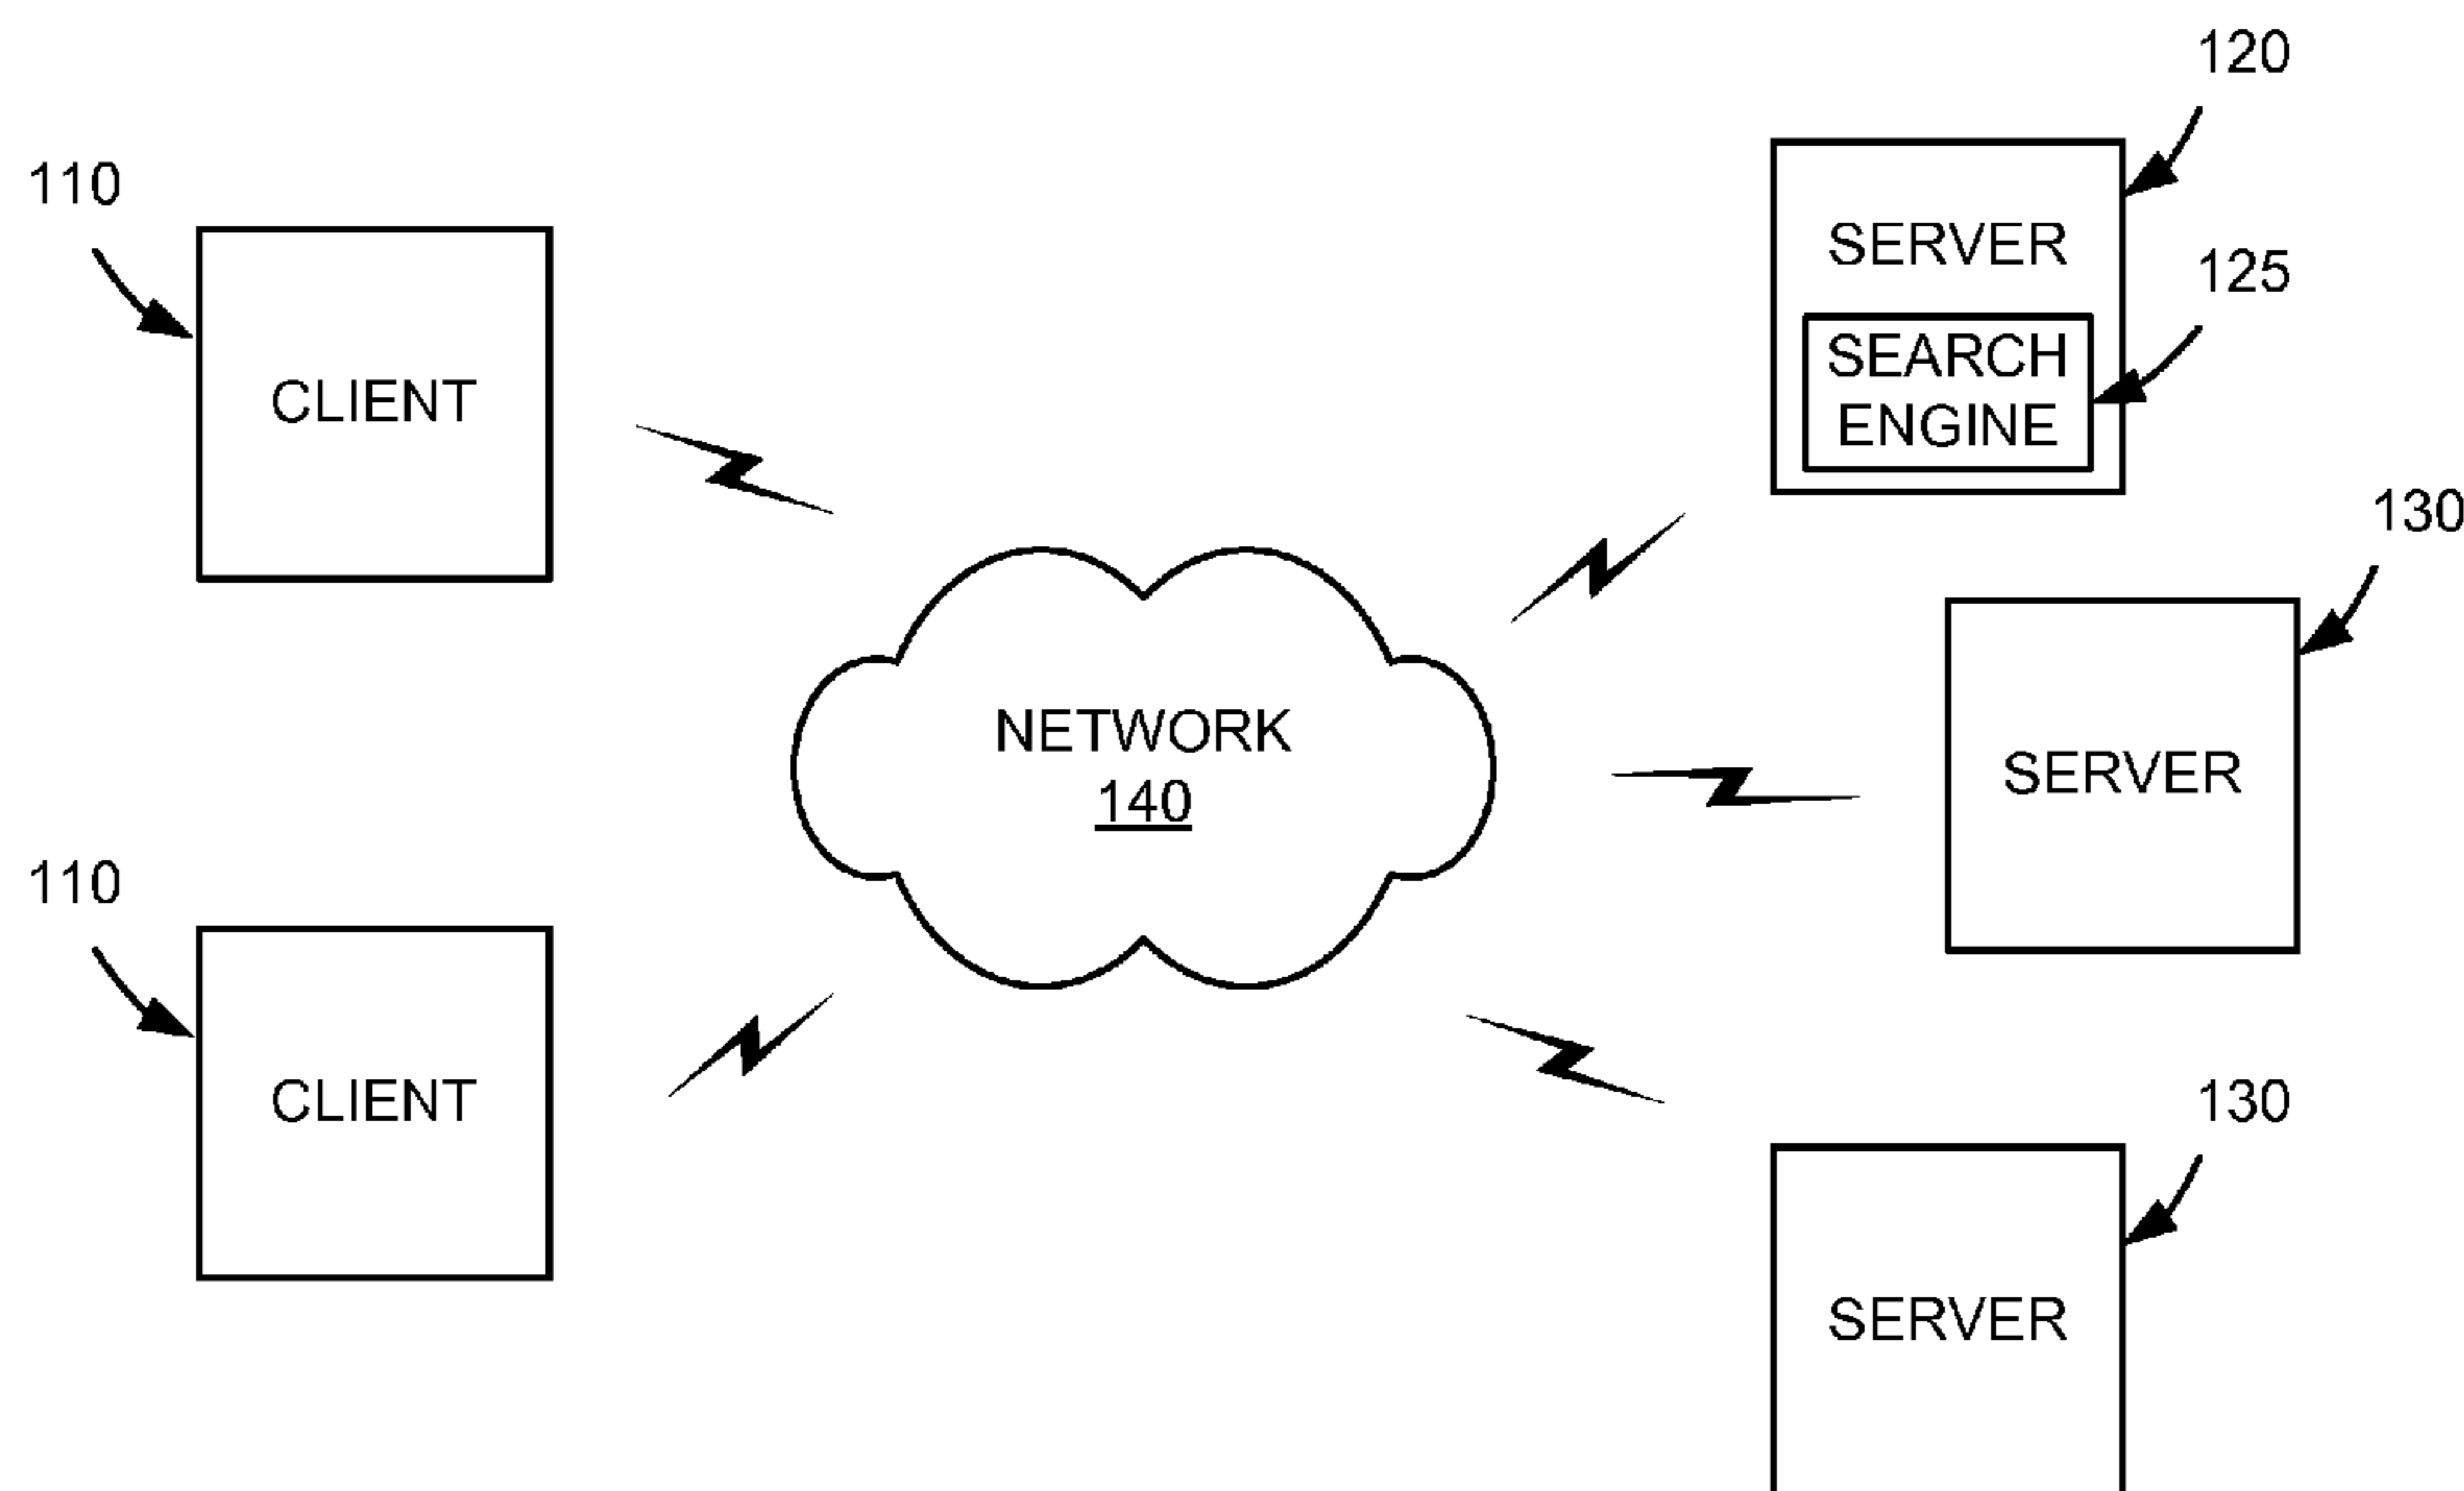 120
110
SERVER
125
SEARCH
ENGINE
CLIENT
130
NETWORK
140
SERVER
110
CLIENT
130
SERVER